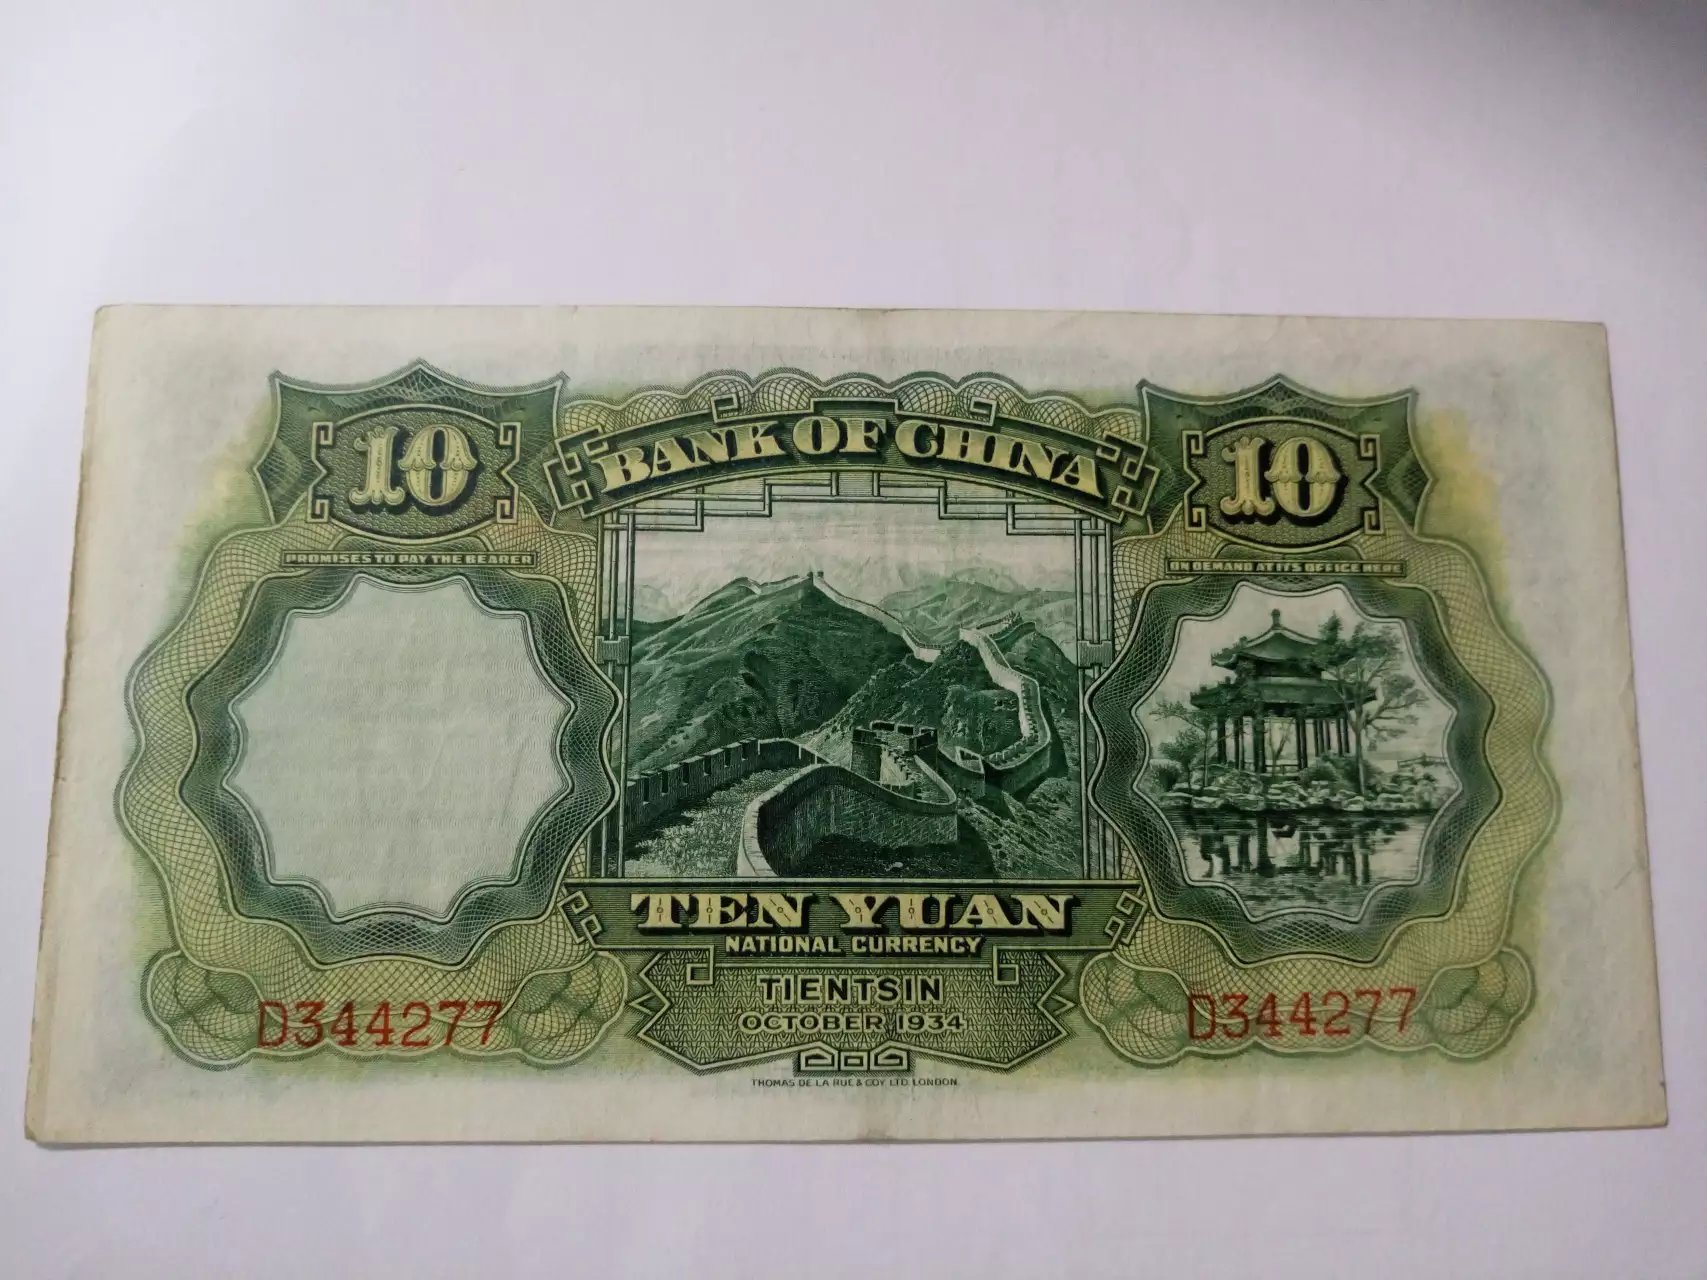 10
BANK OF CHINA
10
PROMISES TO PAY THE BEARER
ON DEMAND AT ITS OFFICE HERE
TEN YUAN
NATIONAL CURRENCY
TIENTSIN
OCTOBER 1934
D344277
D344277
THOMAS DE LA RUE & COY. LTD. LONDON